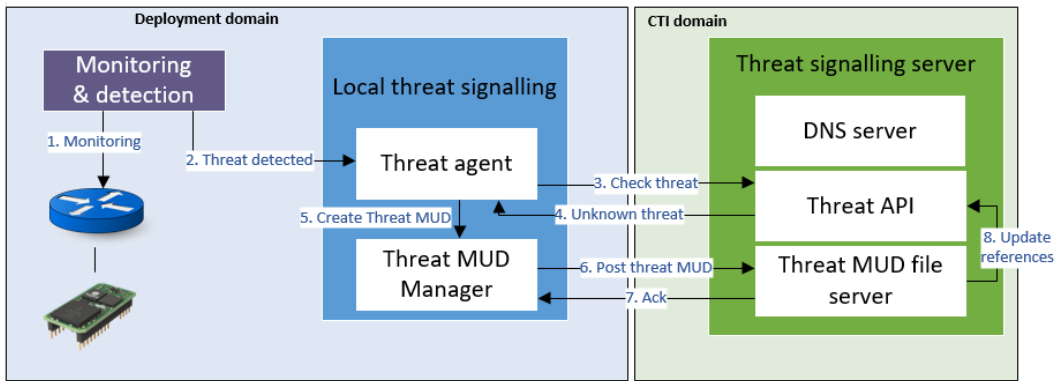 Deployment domain
CTI domain
Monitoring
& detection
1. Monitoring
2. Threat detected
Local threat signalling
Threat agent
5. Create Threat MUD
Threat MUD
Manager
3. Check threat
4. Unknown threat
6. Post threat MUD
7. Ack
Threat signalling server
DNS server
Threat API
Threat MUD file
server
8. Update
references